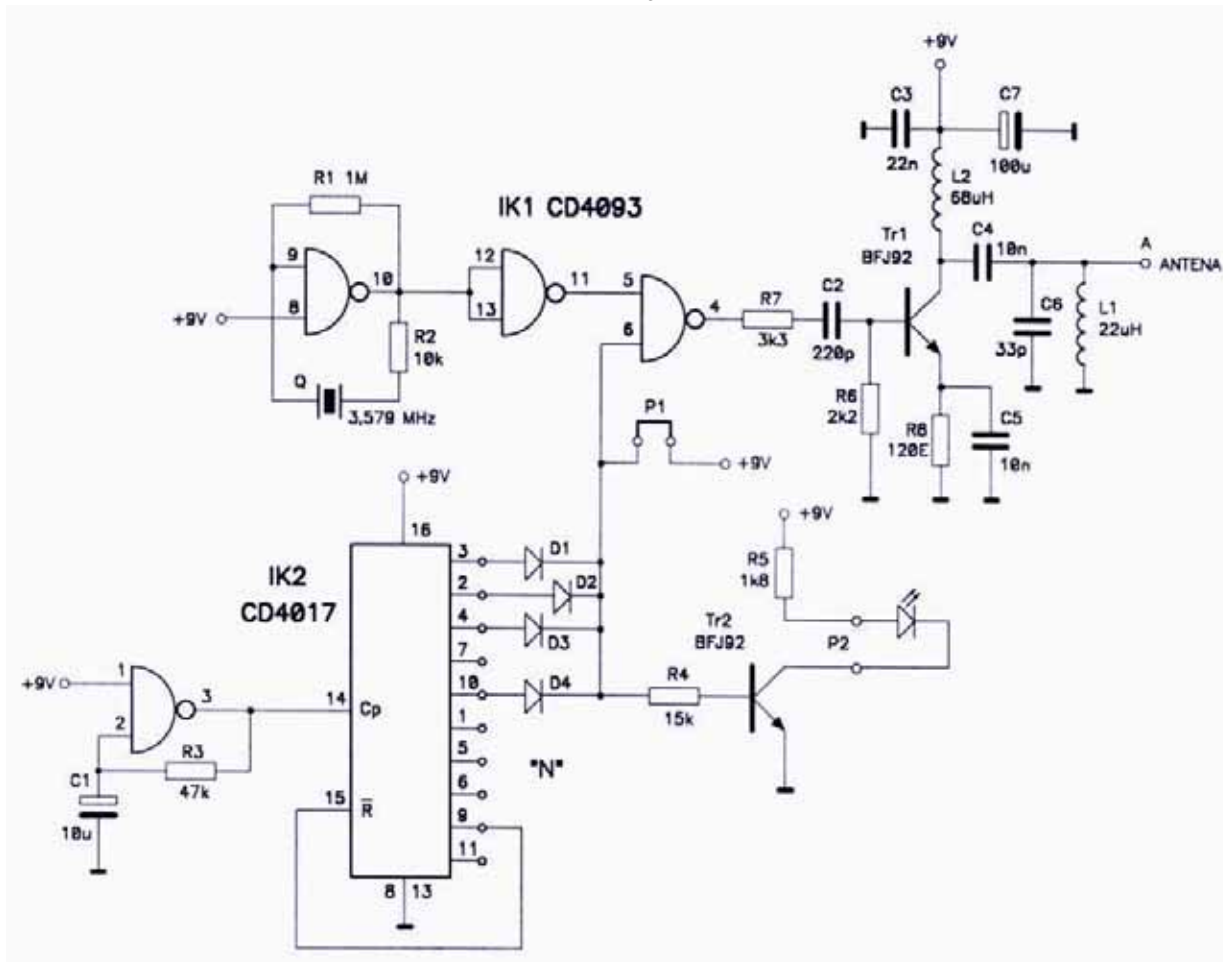 +9V
C3
C7
22n
100u
R1 1M
IK1 CD4093
L2
68uH
Tr1
BFJ92
C4
10n
A
ANTENA
9
10
8
+9V
12
11
13
5
4
6
R7
3k3
C2
220p
C6
33p
L1
22uH
R2
10k
Q
3,579 MHz
R6
2k2
R8
120E
C5
10n
P1
+9V
+9V
16
+9V
IK2
CD4017
3
D1
2
D2
4
D3
7
10
D4
1
5
6
9
11
"N"
R5
1k8
Tr2
BFJ92
P2
R4
15k
+9V
1
3
2
14
Cp
R3
47k
C1
10u
15
R
8
13